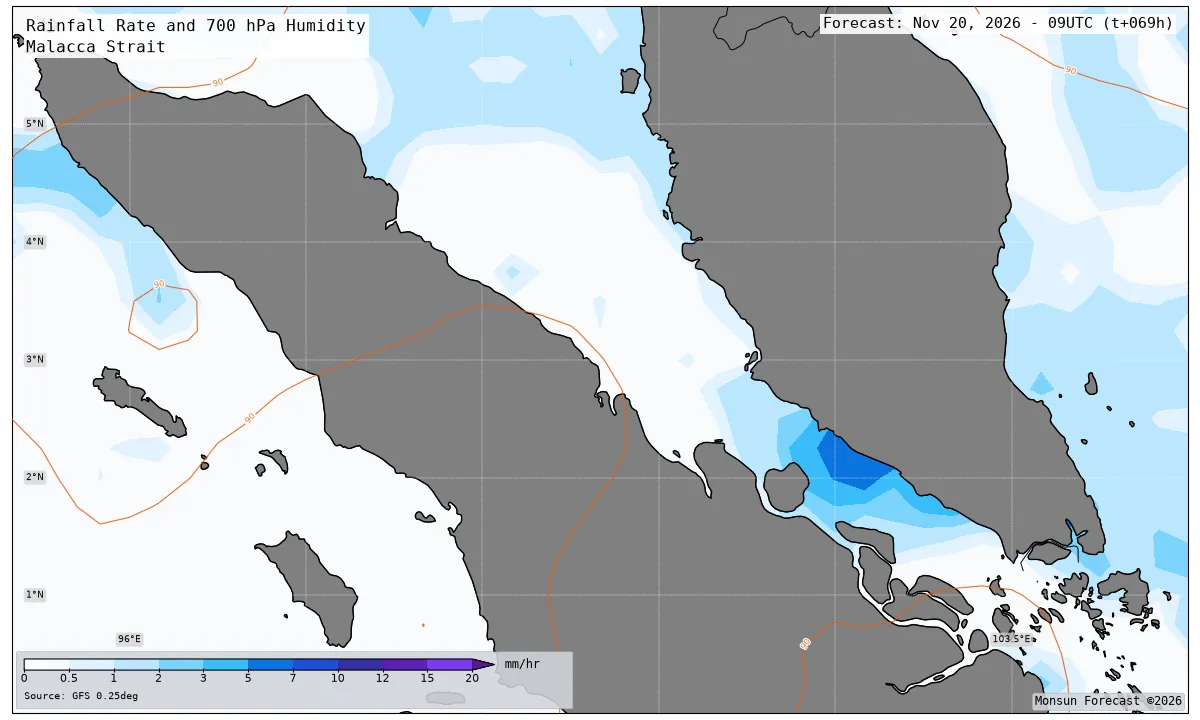 Rainfall Rate and 700 hPa Humidity
Malacca Strait
Forecast: Nov 20, 2026 - 09UTC (t+069h)
90
90
5°N
4°N
90
3°N
90
2°N
1°N
90
96°E
103.5°E
mm/hr
0 0.5 1 2 3 5 7 10 12 15 20
Source: GFS 0.25deg
Monsun Forecast ©2026